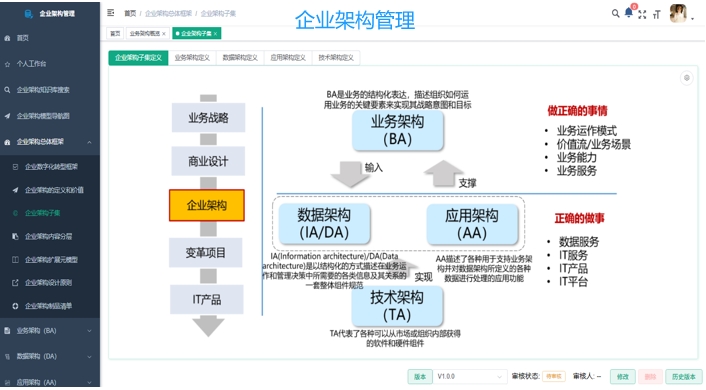 企业架构管理
首页 / 企业架构总体框架 / 企业架构子集
企业架构管理
6
首页
业务架构概览 ×
企业架构子集 ×
首页
个人工作台
企业架构知识库搜索
企业架构模型导航图
企业架构总体框架
企业数字化转型框架
企业架构的定义和价值
企业架构子集
企业架构内容分层
企业架构扩展元模型
企业架构设计原则
企业架构制品清单
业务架构（BA）
数据架构（DA）
应用架构（AA）
企业架构子集定义
业务架构定义
数据架构定义
应用架构定义
技术架构定义
业务战略
商业设计
企业架构
变革项目
IT产品
BA是业务的结构化表达，描述组织如何运
用业务的关键要素来实现其战略意图和目标
业务架构
（BA）
输入
支撑
数据架构
（IA/DA）
应用架构
（AA）
IA(Information architecture)/DA(Data
architecture)是以结构化的方式描述在业务运
作和管理决策中所需要的各类信息及其关系的
一套整体组件规范
AA描述了各种用于支持业务架
构并对数据架构所定义的各种
数据进行处理的应用功能
实现
技术架构
（TA）
TA代表了各种可以从市场或组织内部获得
的软件和硬件组件
做正确的事情
• 业务运作模式
• 价值流/业务场景
• 业务能力
• 业务服务
正确的做事
• 数据服务
• IT服务
• IT产品
• IT平台
版本
V1.0.0
审核状态:
待审核
审核人: --
修改
删除
历史版本